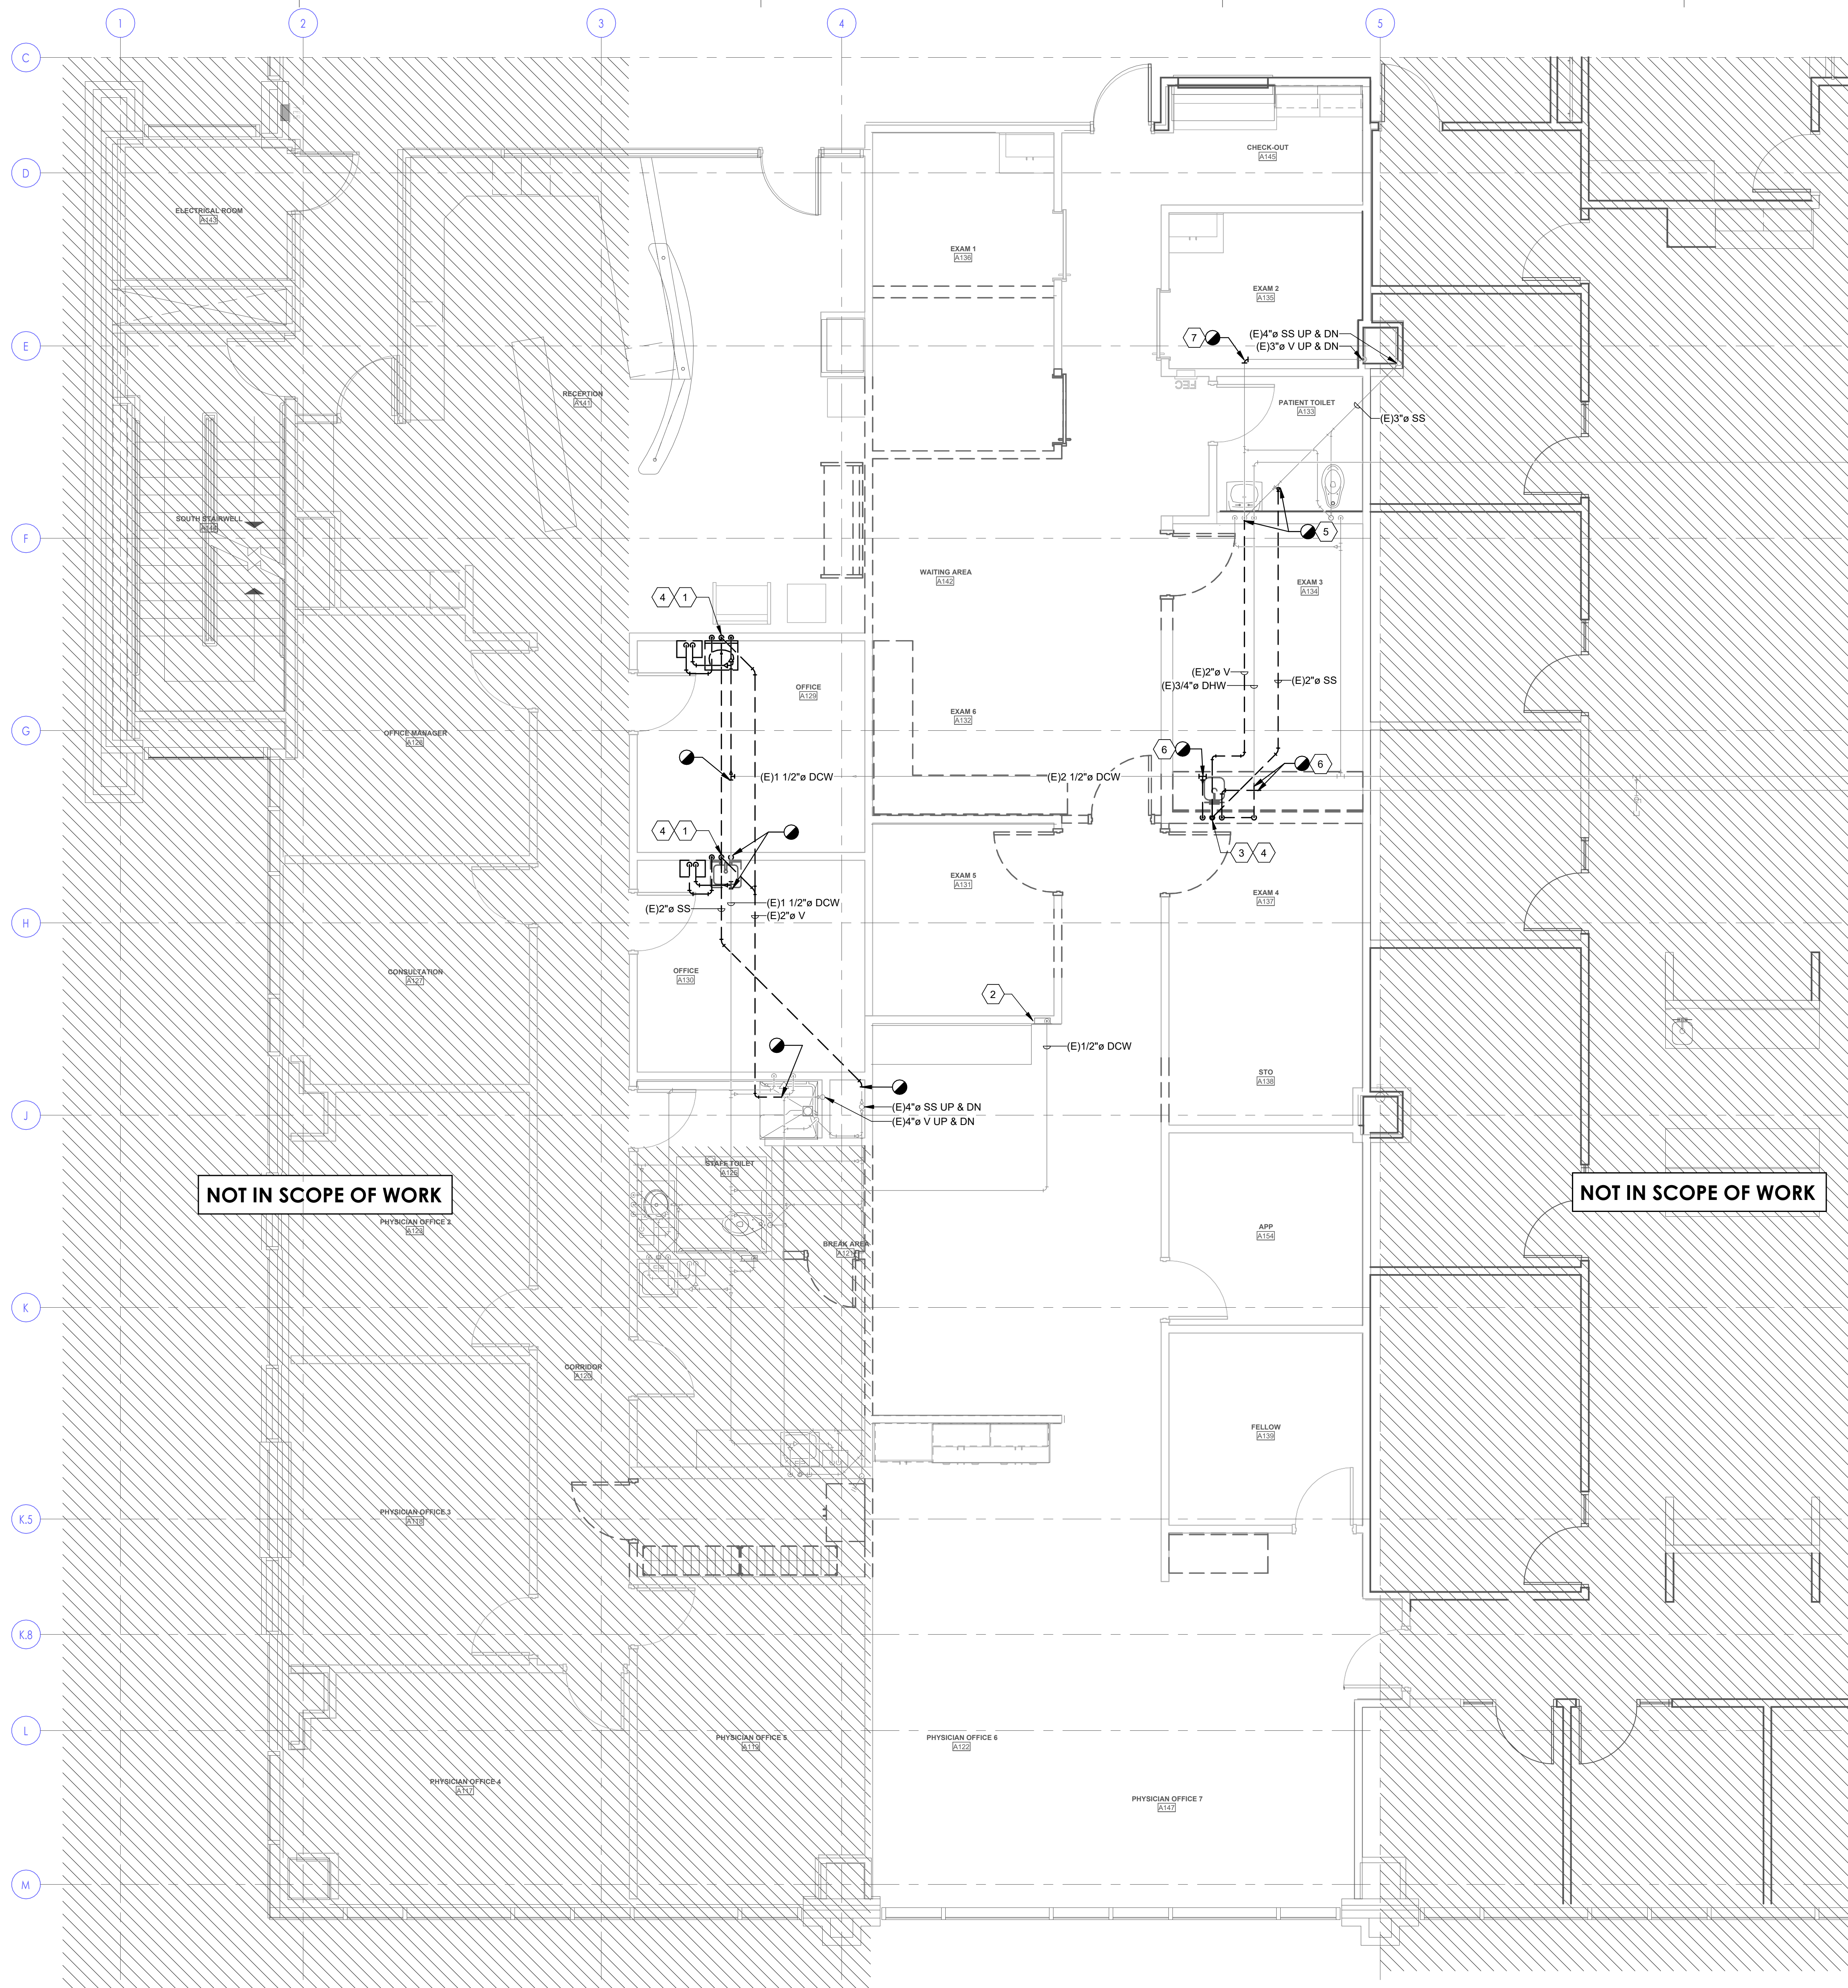 1
2
3
4
5
C
D
E
F
G
H
J
K
K.5
K.8
L
M
CHECK-OUT
A145
ELECTRICAL ROOM
A143
EXAM 1
A136
EXAM 2
A135
7
(E)4"ø SS UP & DN
(E)3"ø V UP & DN
FEC
RECEPTION
A141
PATIENT TOILET
A133
(E)3"ø SS
SOUTH STAIRWELL
5
WAITING AREA
A142
EXAM 3
A134
4
1
(E)2"ø V
(E)3/4"ø DHW
(E)2"ø SS
OFFICE
A129
EXAM 6
A132
OFFICE MANAGER
A128
6
6
(E)1 1/2"ø DCW
(E)2 1/2"ø DCW
4
1
3
4
EXAM 5
A131
EXAM 4
A137
(E)2"ø SS
(E)1 1/2"ø DCW
(E)2"ø V
CONSULTATION
A127
OFFICE
A130
2
(E)1/2"ø DCW
STO
A138
(E)4"ø SS UP & DN
(E)4"ø V UP & DN
STAFF TOILET
A126
NOT IN SCOPE OF WORK
NOT IN SCOPE OF WORK
PHYSICIAN OFFICE 2
APP
A154
BREAK AREA
A121
CORRIDOR
A120
FELLOW
A139
PHYSICIAN OFFICE 3
A118
PHYSICIAN OFFICE 5
A119
PHYSICIAN OFFICE 6
A122
PHYSICIAN OFFICE 4
A117
PHYSICIAN OFFICE 7
A147